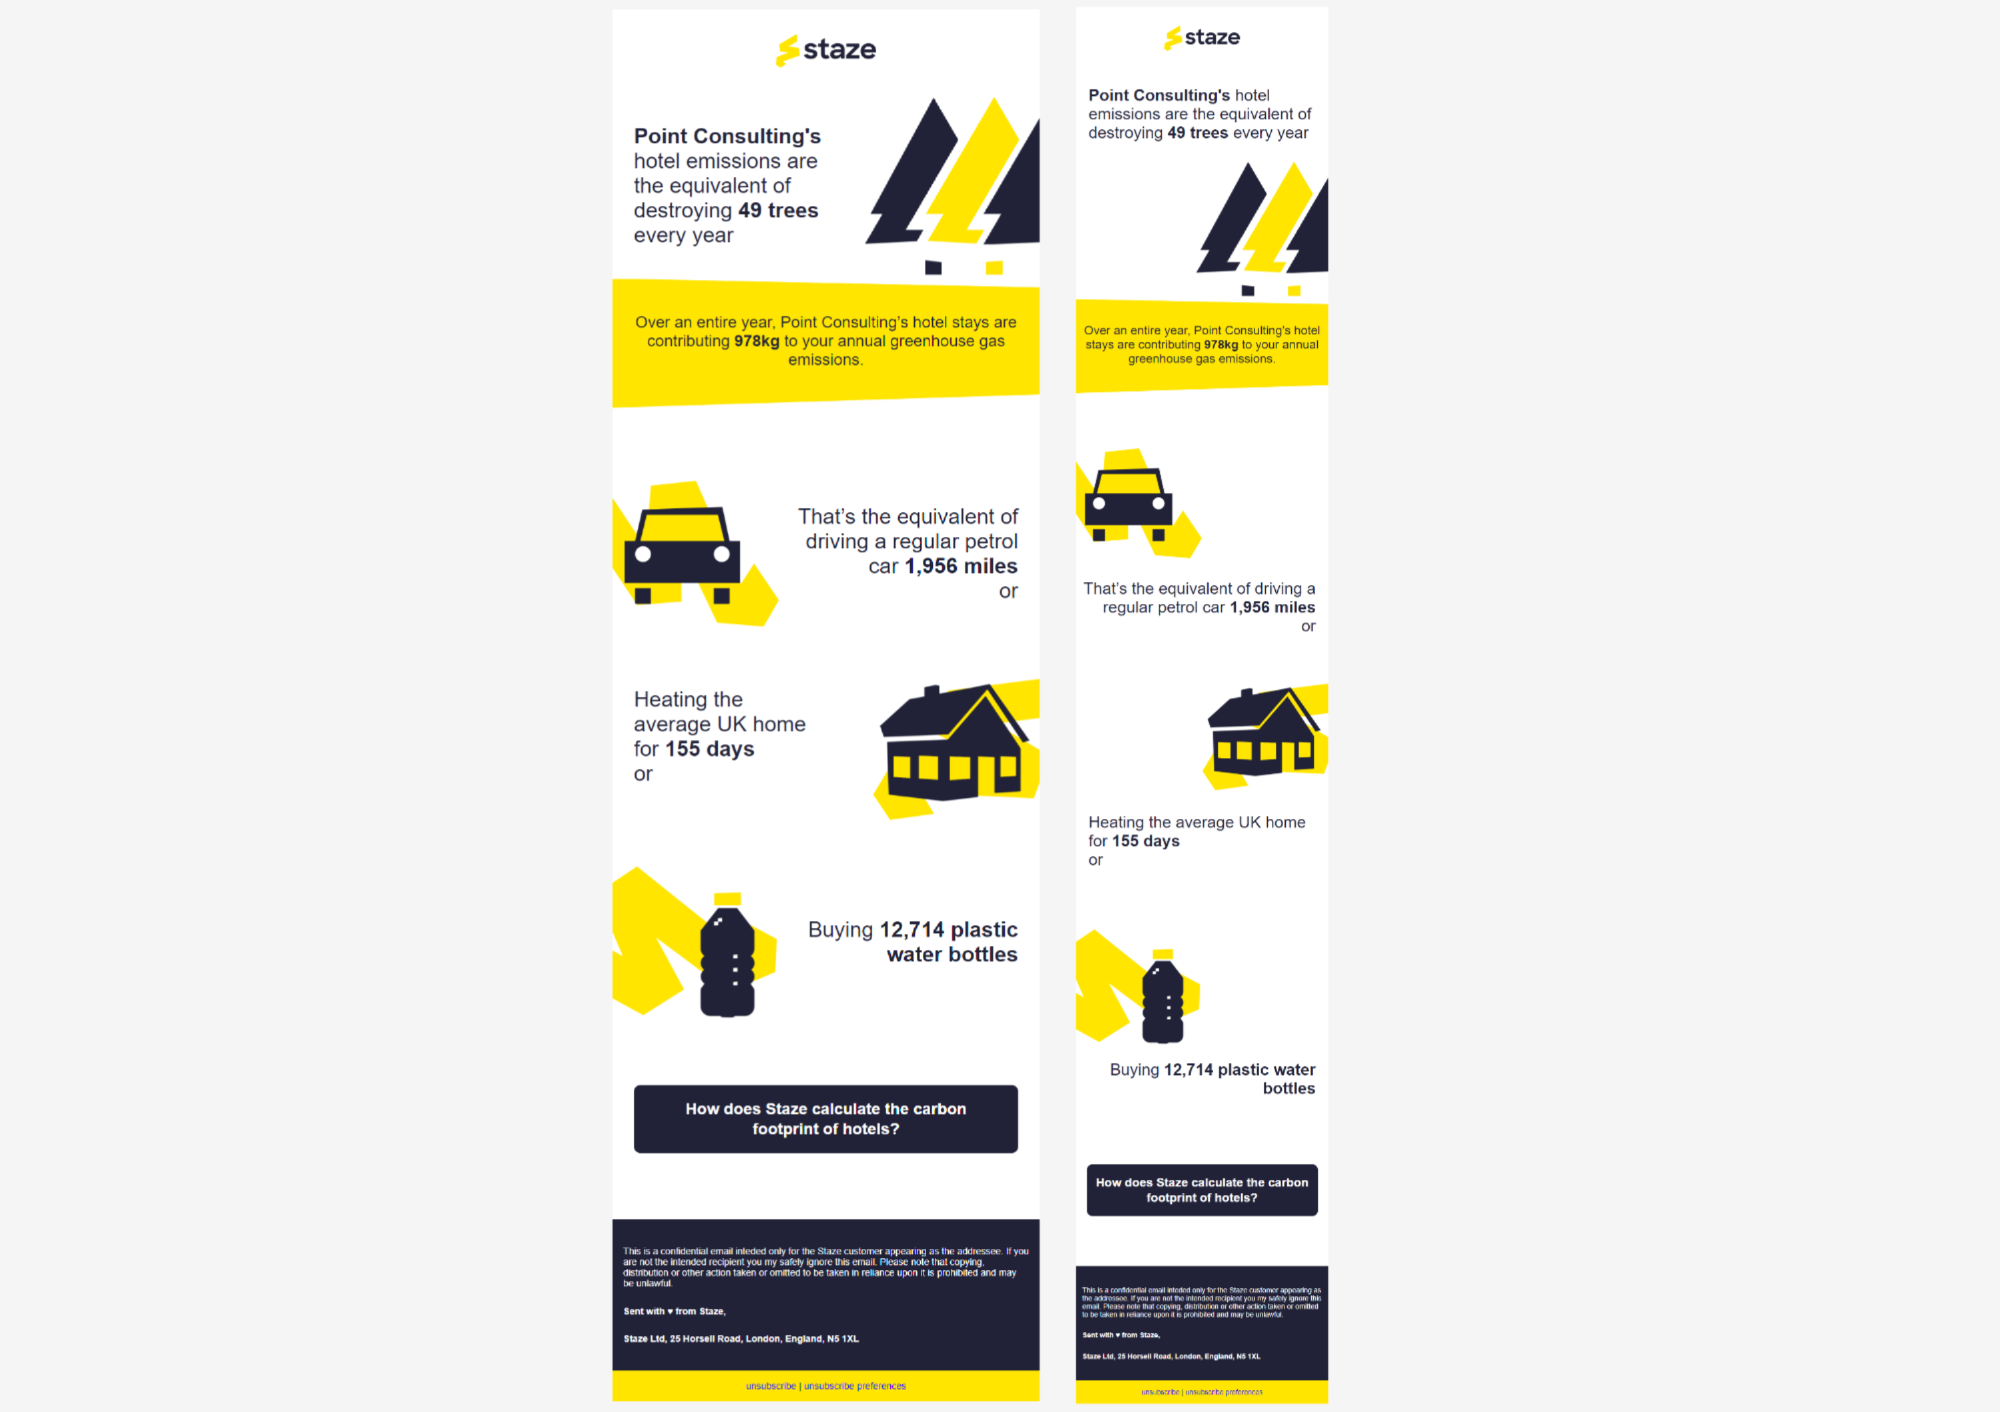 staze
Point Consulting's
hotel emissions are
the equivalent of
destroying 49 trees
every year
Over an entire year, Point Consulting's hotel stays are
contributing 978kg to your annual greenhouse gas
emissions.
That's the equivalent of
driving a regular petrol
car 1,956 miles
or
Heating the
average UK home
for 155 days
or
Buying 12,714 plastic
water bottles
How does Staze calculate the carbon
footprint of hotels?
This is a confidential email inteded only for the Staze customer appearing as the addressee. If you
are not the intended recipient you my safely ignore this email. Please note that copying,
distribution or other action taken or omitted to be taken in reliance upon it is prohibited and may
be unlawful.
Sent with ♥ from Staze,
Staze Ltd, 25 Horsell Road, London, England, N5 1XL
unsubscribe | unsubscribe preferences
staze
Point Consulting's hotel
emissions are the equivalent of
destroying 49 trees every year
Over an entire year, Point Consulting's hotel
stays are contributing 978kg to your annual
greenhouse gas emissions.
That's the equivalent of driving a
regular petrol car 1,956 miles
or
Heating the average UK home
for 155 days
or
Buying 12,714 plastic water
bottles
How does Staze calculate the carbon
footprint of hotels?
This is a confidential email inteded only for the Staze customer appearing as
the addressee. If you are not the intended recipient you my safely ignore this
email. Please note that copying, distribution or other action taken or omitted
to be taken in reliance upon it is prohibited and may be unlawful.
Sent with ♥ from Staze,
Staze Ltd, 25 Horsell Road, London, England, N5 1XL
unsubscribe | unsubscribe preferences